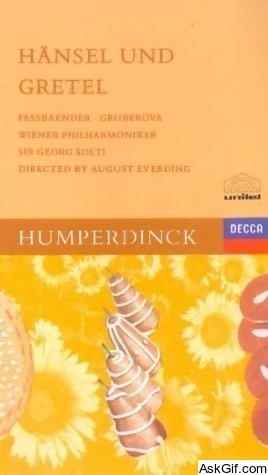 HÄNSEL UND
GRETEL
FASSBAENDER · GRUBEROVA
WIENER PHILHARMONIKER
SIR GEORG SOLTI
DIRECTED BY AUGUST EVERDING
unitel
HUMPERDINCK
DECCA
AskGif.com